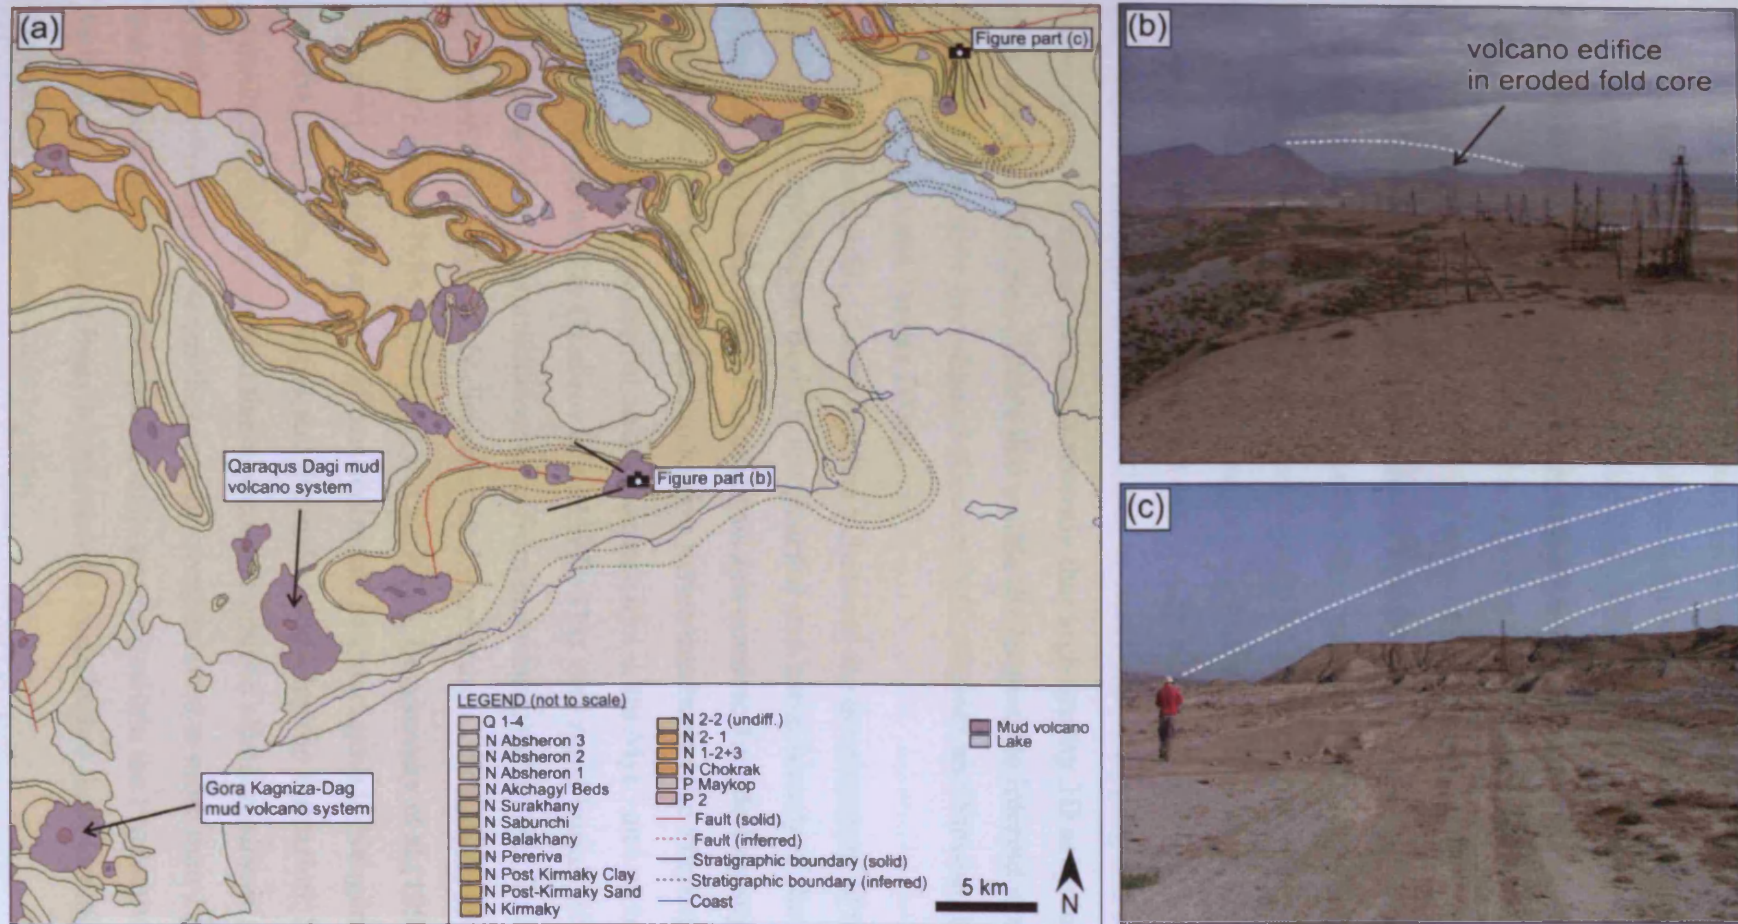 (a)
Figure part (c)
Qaraqus Dagi mud
volcano system
Figure part (b)
Gora Kagniza-Dag
mud volcano system
LEGEND (not to scale)
Q 1-4
N Absheron 3
N Absheron 2
N Absheron 1
N Akchagyl Beds
N Surakhany
N Sabunchi
N Balakhany
N Pereriva
N Post Kirmaky Clay
N Post-Kirmaky Sand
N Kirmaky
N 2-2 (undiff.)
N 2- 1
N 1-2+3
N Chokrak
P Maykop
P 2
Fault (solid)
Fault (inferred)
Stratigraphic boundary (solid)
Stratigraphic boundary (inferred)
Coast
Mud volcano
Lake
5 km
N
(b)
volcano edifice
in eroded fold core
(c)